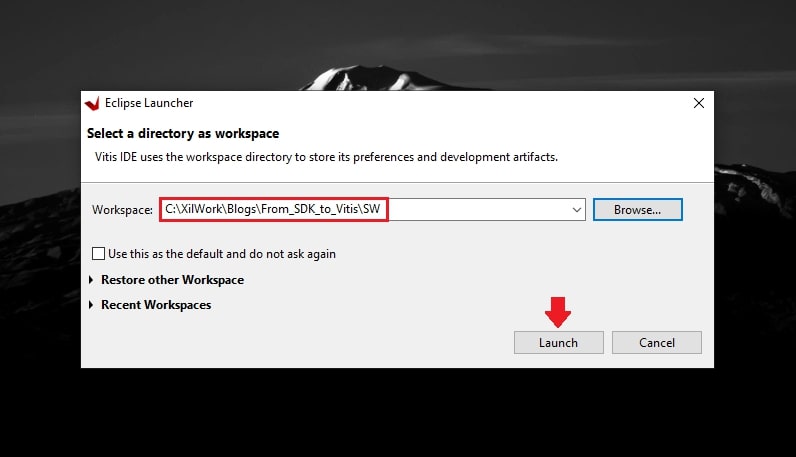 Eclipse Launcher
Select a directory as workspace
Vitis IDE uses the workspace directory to store its preferences and development artifacts.
Workspace: C:\XilWork\Blogs\From_SDK_to_Vitis\SW Browse...
Use this as the default and do not ask again
Restore other Workspace
Recent Workspaces
Launch Cancel